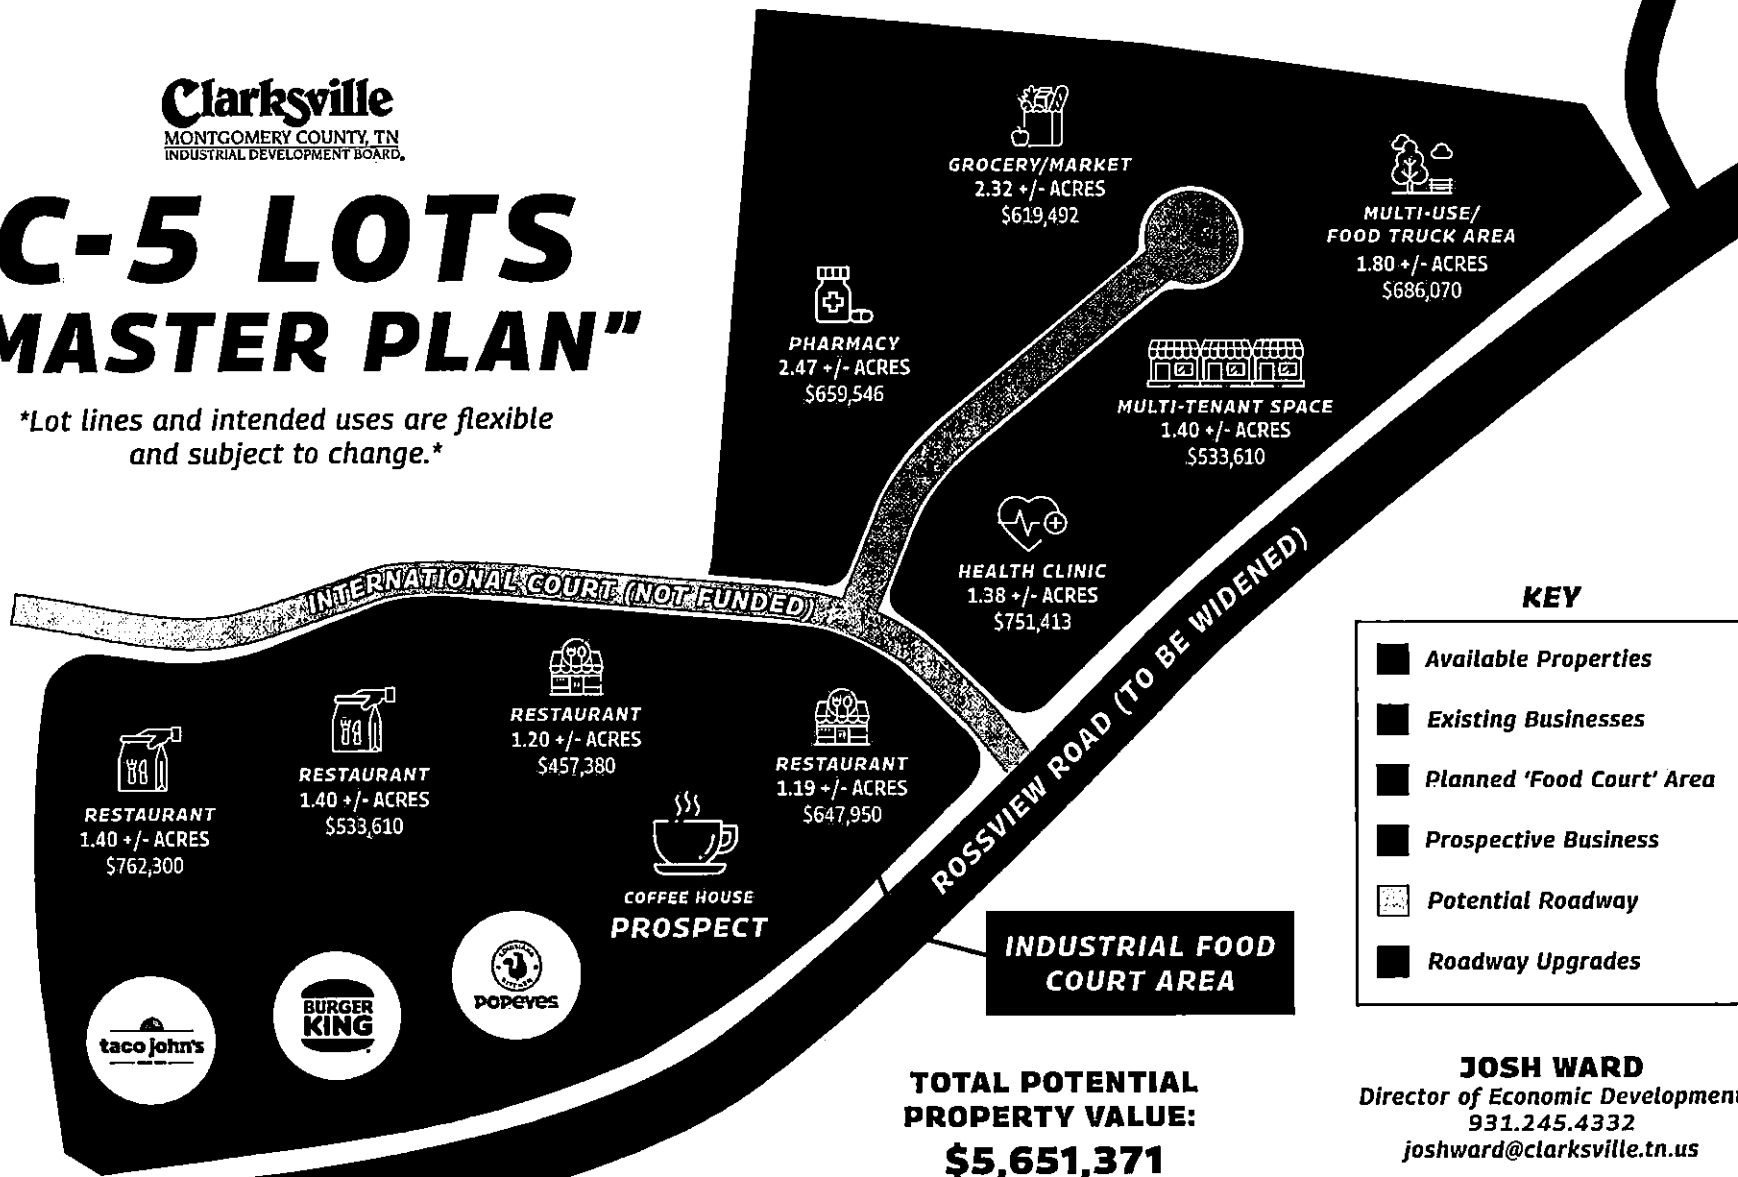 Clarksville
MONTGOMERY COUNTY, TN
INDUSTRIAL DEVELOPMENT BOARD.
C-5 LOTS
MASTER PLAN"
*Lot lines and intended uses are flexible
and subject to change.*
GROCERY/MARKET
2.32 +/- ACRES
$619,492
MULTI-USE/
FOOD TRUCK AREA
1.80 +/- ACRES
$686,070
PHARMACY
2.47 +/- ACRES
$659,546
MULTI-TENANT SPACE
1.40 +/- ACRES
$533,610
HEALTH CLINIC
1.38 +/- ACRES
$751,413
INTERNATIONAL COURT (NOT FUNDED)
ROSSVIEW ROAD (TO BE WIDENED)
RESTAURANT
1.40 +/- ACRES
$762,300
RESTAURANT
1.40 +/- ACRES
$533,610
RESTAURANT
1.20 +/- ACRES
$457,380
RESTAURANT
1.19 +/- ACRES
$647,950
COFFEE HOUSE
PROSPECT
taco john's
BURGER
KING
LOUISIANA
KITCHEN
POPEYES
INDUSTRIAL FOOD
COURT AREA
KEY
Available Properties
Existing Businesses
Planned 'Food Court' Area
Prospective Business
Potential Roadway
Roadway Upgrades
TOTAL POTENTIAL
PROPERTY VALUE:
$5,651,371
JOSH WARD
Director of Economic Development
931.245.4332
joshward@clarksville.tn.us